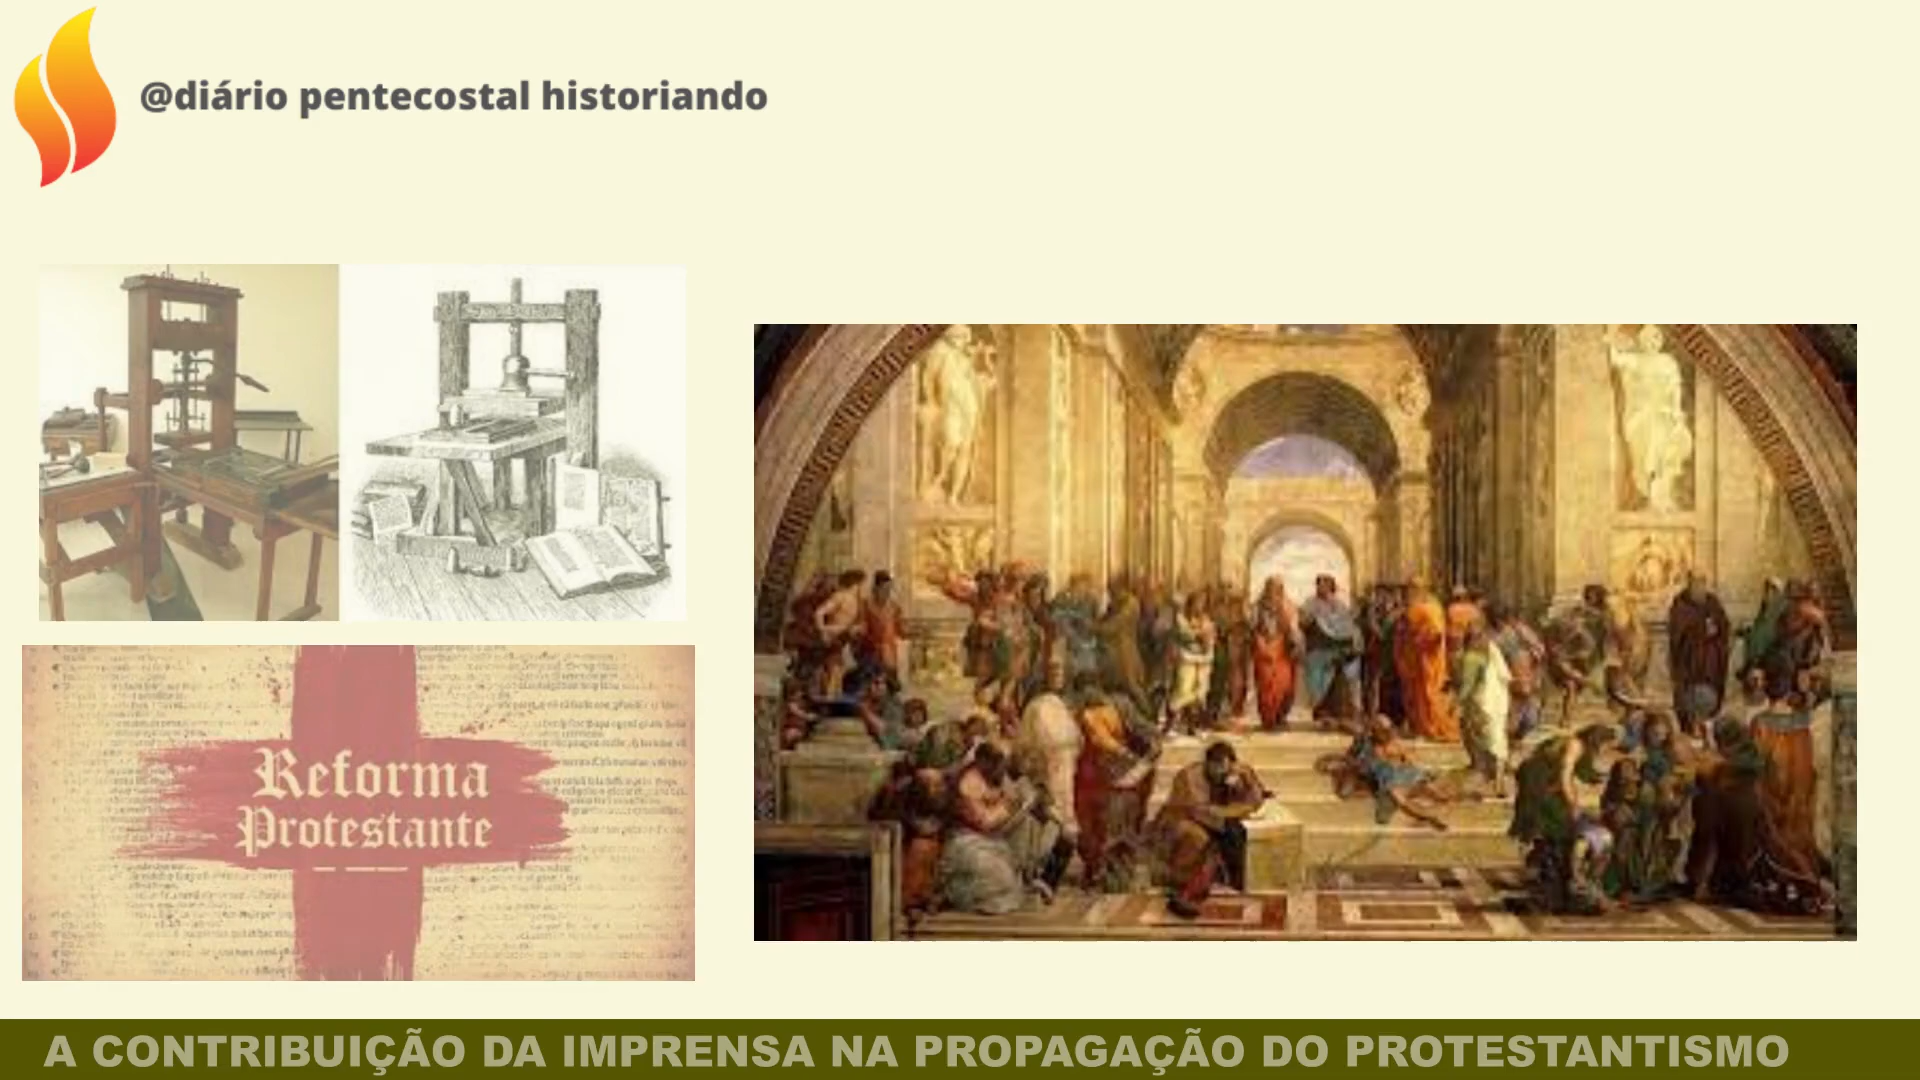 @diário pentecostal historiando
Reforma
Protestante
A CONTRIBUIÇÃO DA IMPRENSA NA PROPAGAÇÃO DO PROTESTANTISMO